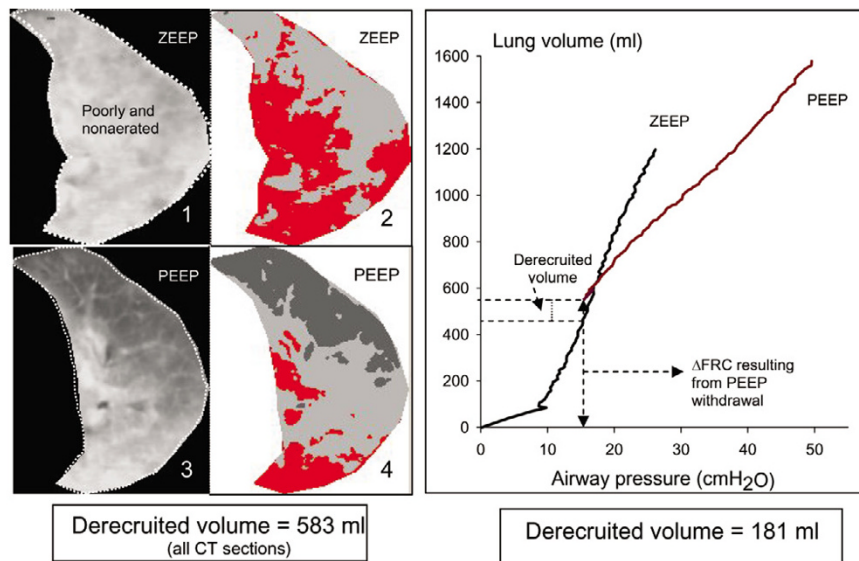 ZEEP
Poorly and
nonaerated
1
ZEEP
2
PEEP
3
PEEP
4
Derecruited volume = 583 ml
(all CT sections)
Lung volume (ml)
1600
1400
1200
1000
800
600
400
200
0
ZEEP
PEEP
Derecruited
volume
ΔFRC resulting
from PEEP
withdrawal
0 10 20 30 40 50
Airway pressure (cmH2O)
Derecruited volume = 181 ml